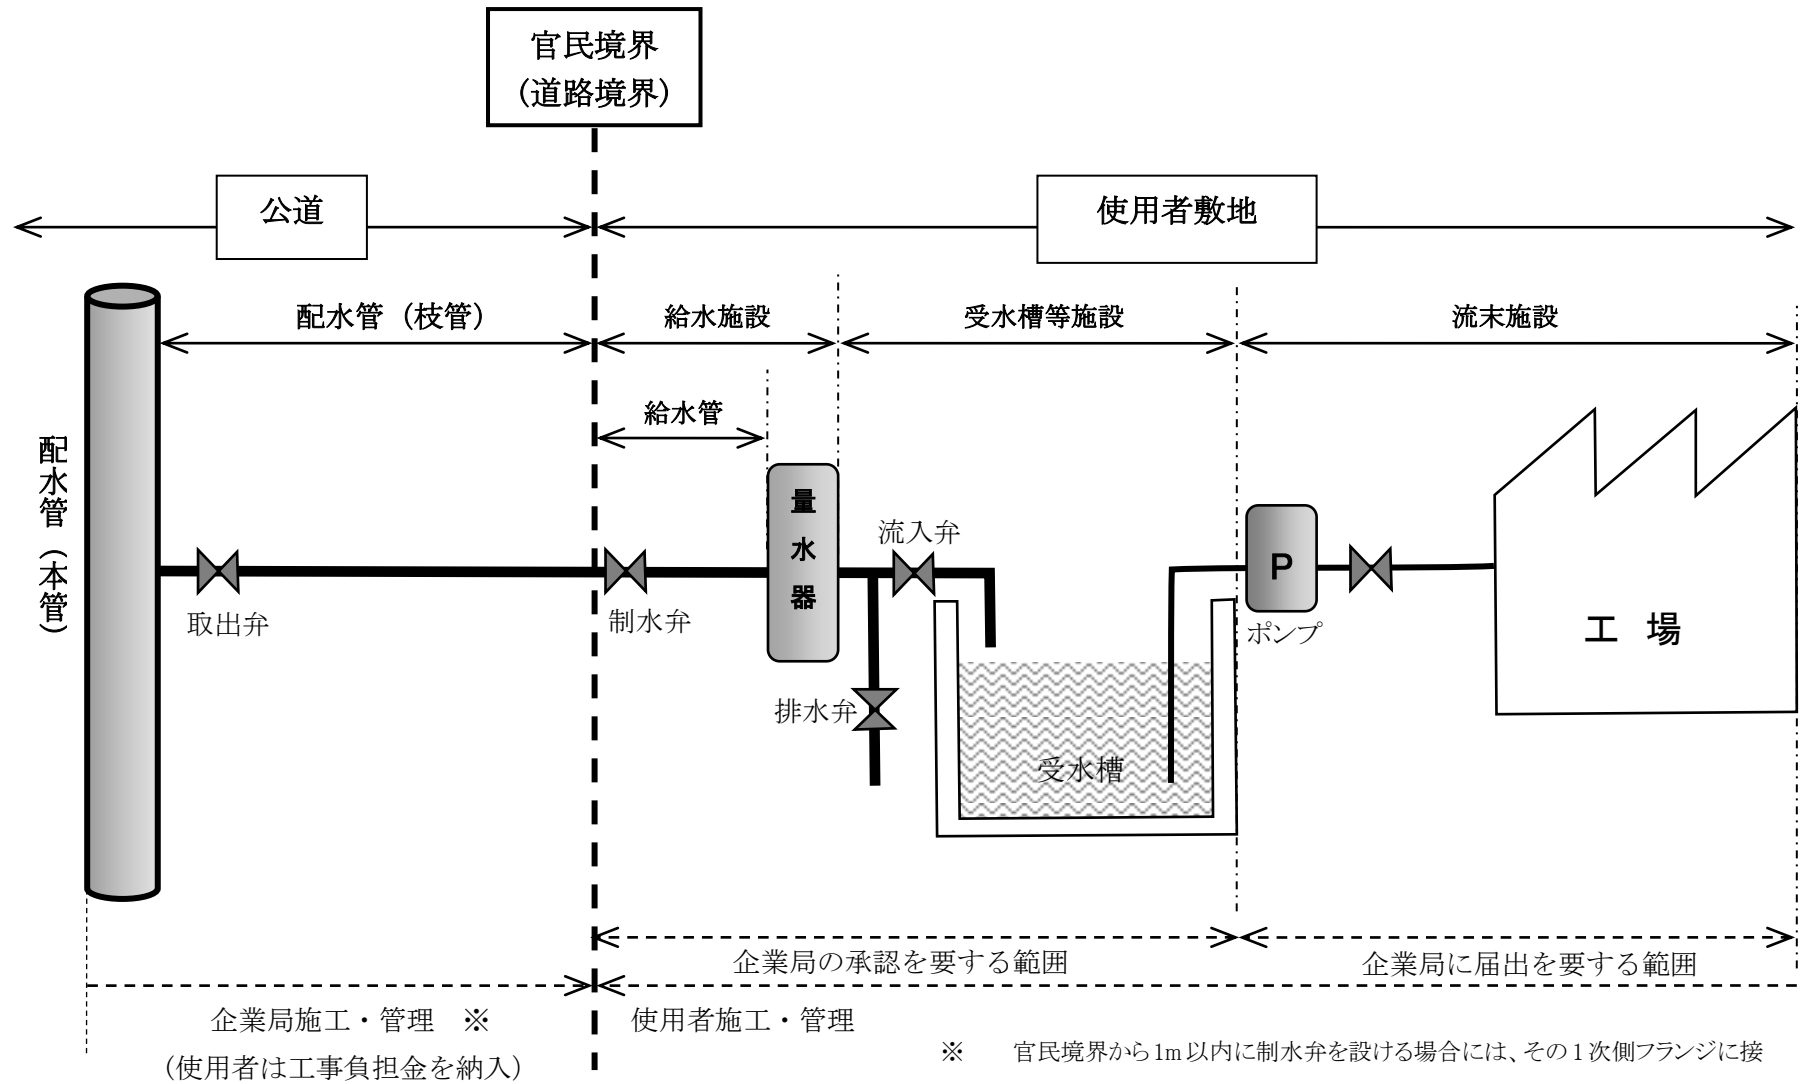 官民境界
（道路境界）
公道
使用者敷地
配水管（枝管）
給水施設
受水槽等施設
流末施設
給水管
配水管（本管）
量水器
流入弁
取出弁
制水弁
P
ポンプ
工　場
排水弁
受水槽
企業局の承認を要する範囲
企業局に届出を要する範囲
企業局施工・管理　※
（使用者は工事負担金を納入）
使用者施工・管理
※　官民境界から1m以内に制水弁を設ける場合には、その１次側フランジに接